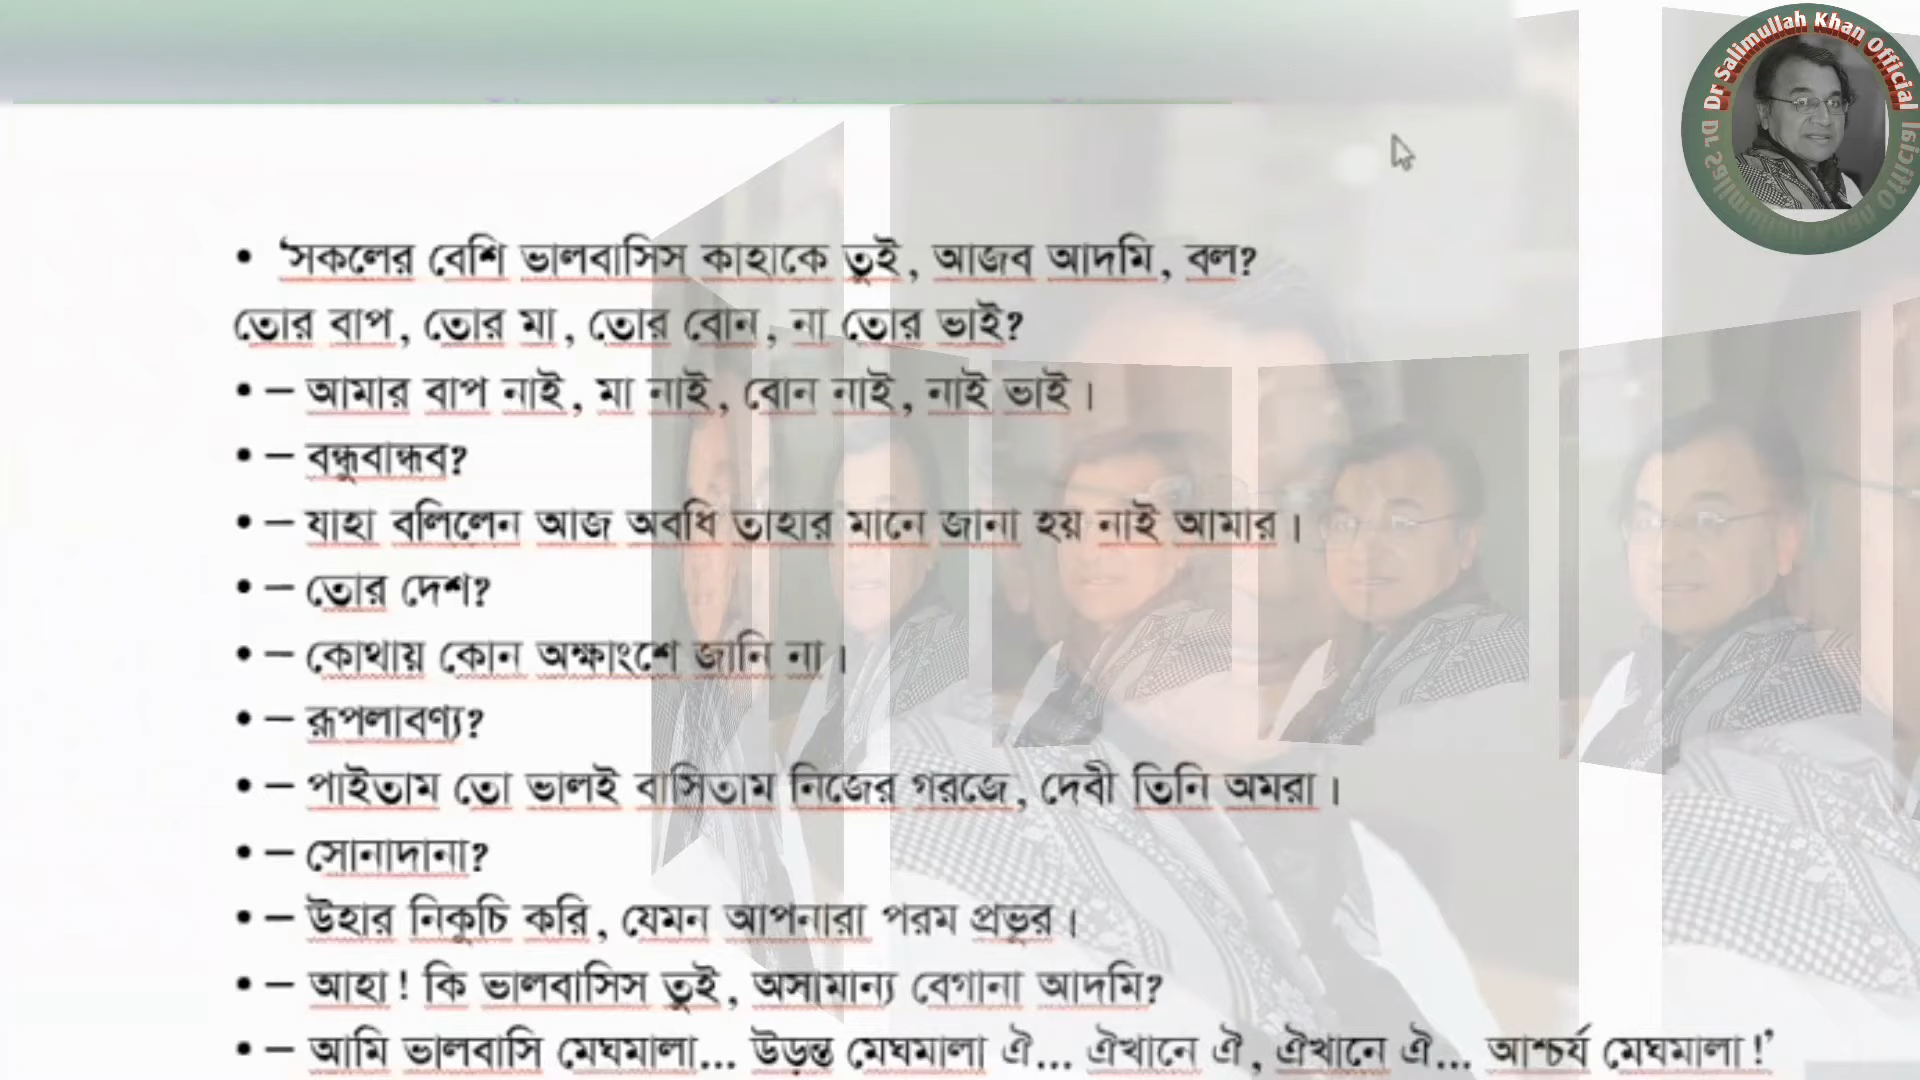 Dr Salimullah Khan Official
• ‘সকলের বেশি ভালবাসিস কাহাকে তুই, আজব আদমি, বল?
তোর বাপ, তোর মা, তোর বোন, না তোর ভাই?
• – আমার বাপ নাই, মা নাই, বোন নাই, নাই ভাই।
• – বন্ধুবান্ধব?
• – যাহা বলিলেন আজ অবধি তাহার মানে জানা হয় নাই আমার।
• – তোর দেশ?
• – কোথায় কোন অক্ষাংশে জানি না।
• – রূপলাবণ্য?
• – পাইতাম তো ভালই বাসিতাম নিজের গরজে, দেবী তিনি অমরা।
• – সোনাদানা?
• – উহার নিকুচি করি, যেমন আপনারা পরম প্রভুর।
• – আহা! কি ভালবাসিস তুই, অসামান্য বেগানা আদমি?
• – আমি ভালবাসি মেঘমালা... উড়ন্ত মেঘমালা ঐ... ঐখানে ঐ, ঐখানে ঐ... আশ্চর্য মেঘমালা!’